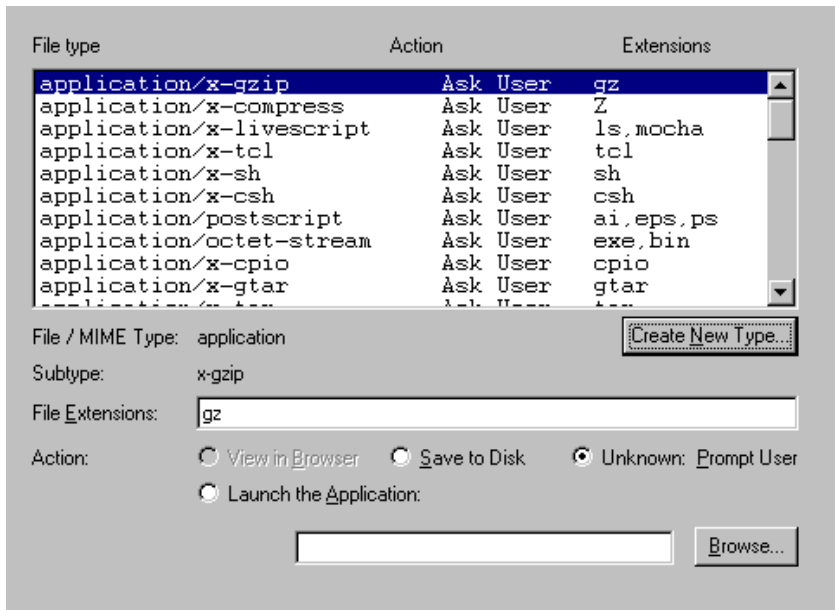 File type Action Extensions
application/x-gzip Ask User gz
application/x-compress Ask User Z
application/x-livescript Ask User ls,mocha
application/x-tcl Ask User tcl
application/x-sh Ask User sh
application/x-csh Ask User csh
application/postscript Ask User ai,eps,ps
application/octet-stream Ask User exe,bin
application/x-cpio Ask User cpio
application/x-gtar Ask User gtar
File / MIME Type: application Create New Type...
Subtype: x-gzip
File Extensions: gz
Action: View in Browser Save to Disk Unknown: Prompt User
Launch the Application:
Browse...